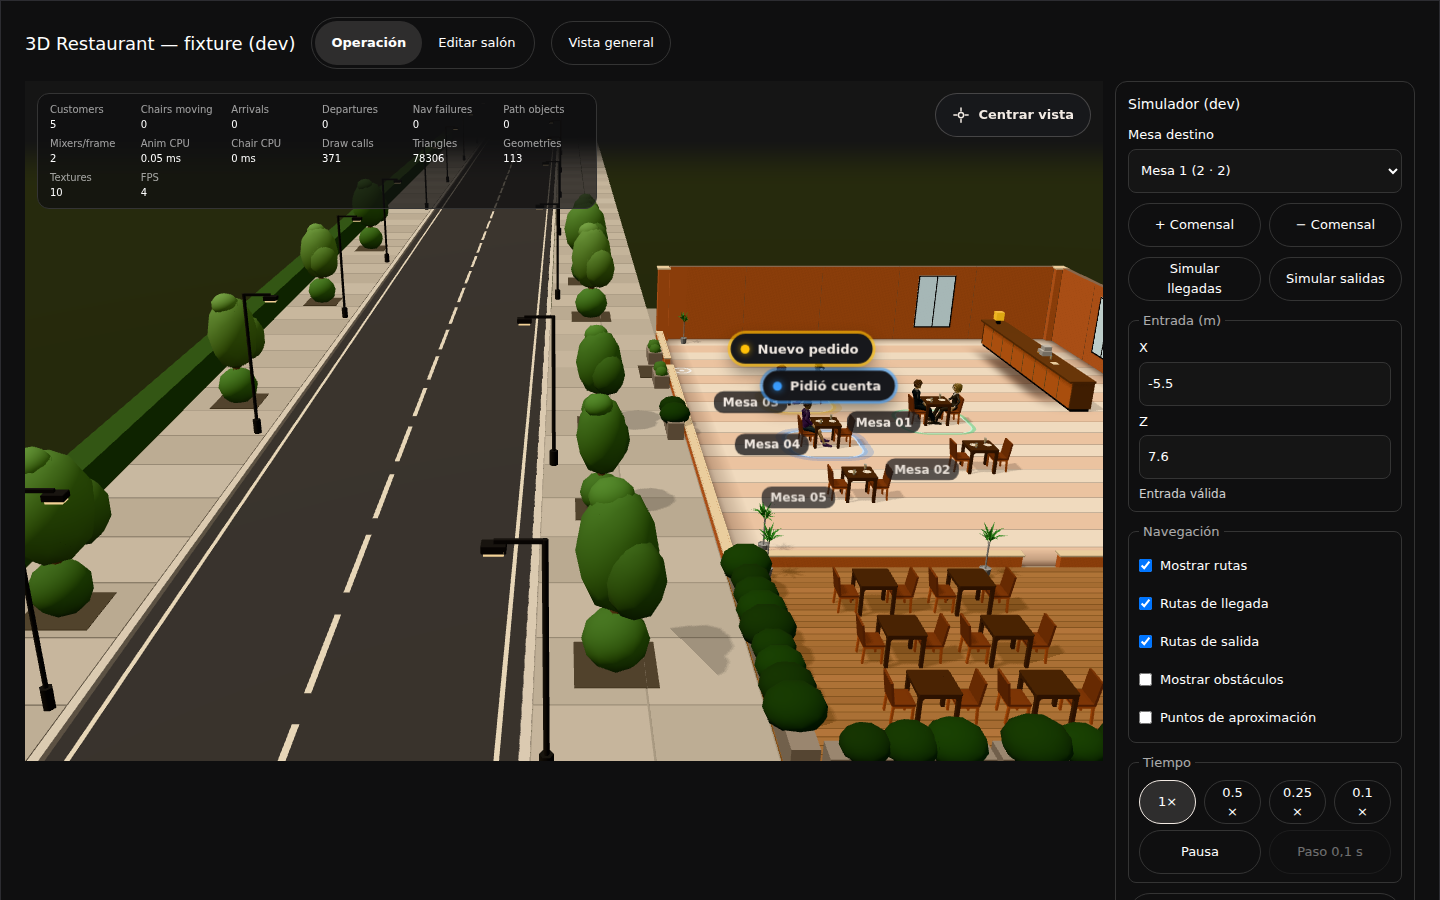 3D Restaurant — fixture (dev)
Operación
Editar salón
Vista general
Customers
5
Chairs moving
0
Arrivals
0
Departures
0
Nav failures
0
Path objects
0
Mixers/frame
2
Anim CPU
0.05 ms
Chair CPU
0 ms
Draw calls
371
Triangles
78306
Geometries
113
Textures
10
FPS
4
Centrar vista
Nuevo pedido
Pidió cuenta
Mesa 03
Mesa 01
Mesa 04
Mesa 02
Mesa 05
Simulador (dev)
Mesa destino
Mesa 1 (2 · 2)
+ Comensal
− Comensal
Simular
llegadas
Simular salidas
Entrada (m)
X
-5.5
Z
7.6
Entrada válida
Navegación
Mostrar rutas
Rutas de llegada
Rutas de salida
Mostrar obstáculos
Puntos de aproximación
Tiempo
1×
0.5
×
0.25
×
0.1
×
Pausa
Paso 0,1 s